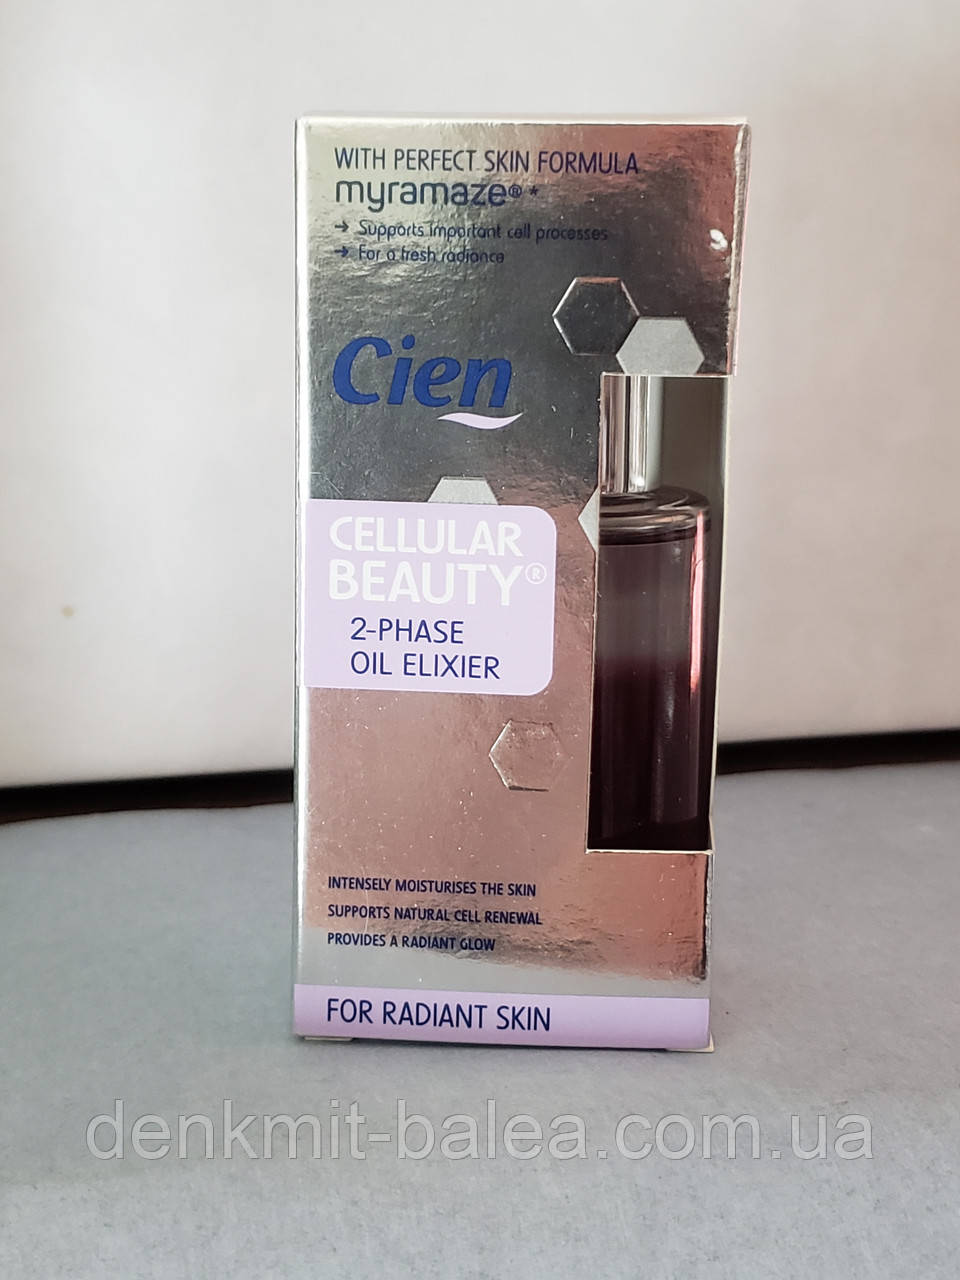 WITH PERFECT SKIN FORMULA
myramaze® *
→ Supports important cell processes
→ For a fresh radiance
Cien
CELLULAR
BEAUTY®
2-PHASE
OIL ELIXIER
INTENSELY MOISTURISES THE SKIN
SUPPORTS NATURAL CELL RENEWAL
PROVIDES A RADIANT GLOW
FOR RADIANT SKIN
denkmit-balea.com.ua